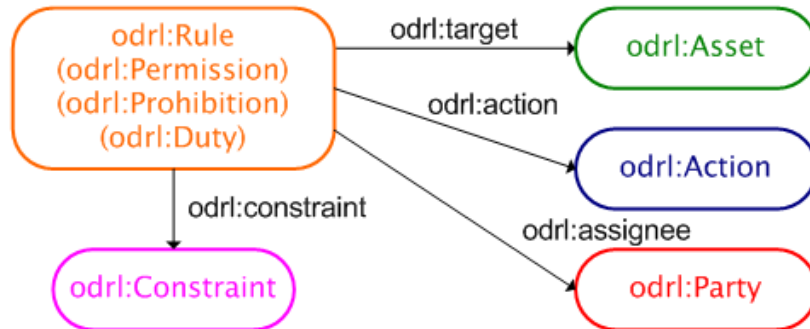 odrl:Rule
(odrl:Permission)
(odrl:Prohibition)
(odrl:Duty)
odrl:target
odrl:Asset
odrl:action
odrl:Action
odrl:constraint
odrl:assignee
odrl:Constraint
odrl:Party